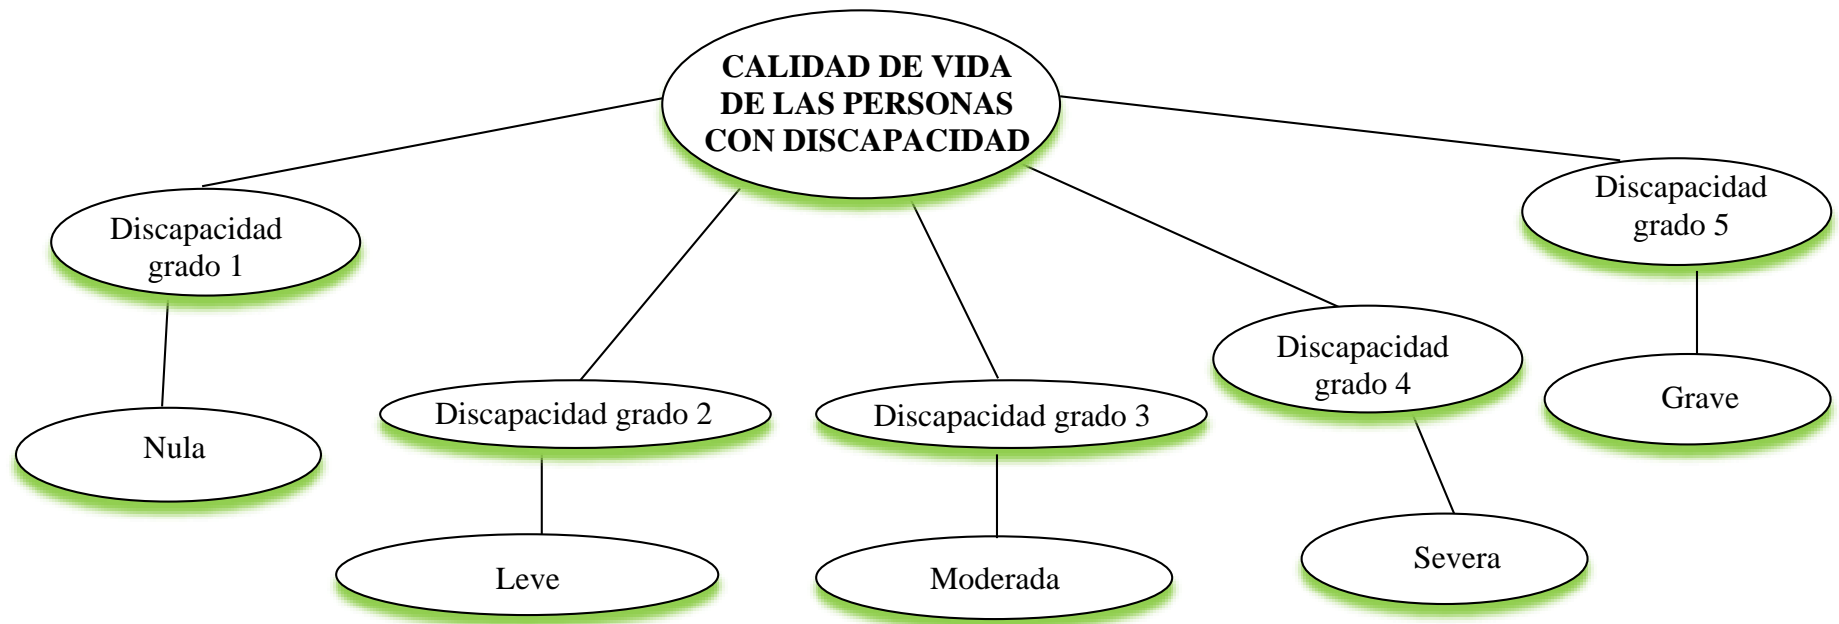 CALIDAD DE VIDA
DE LAS PERSONAS
CON DISCAPACIDAD
Discapacidad
grado 1
Nula
Discapacidad grado 2
Leve
Discapacidad grado 3
Moderada
Discapacidad
grado 4
Severa
Discapacidad
grado 5
Grave